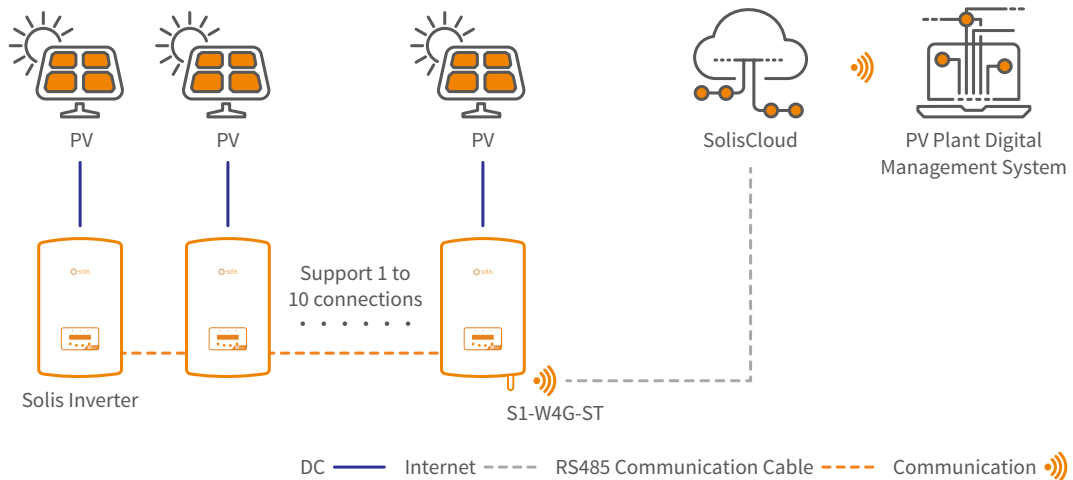 PV
PV
PV
SolisCloud
PV Plant Digital
Management System
solis
solis
solis
Support 1 to
10 connections
Solis Inverter
S1-W4G-ST
DC
Internet
RS485 Communication Cable
Communication